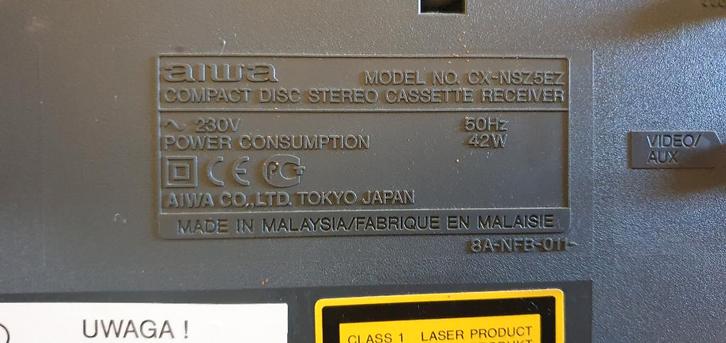 aiwa MODEL NO. CX-NSZ5EZ
COMPACT DISC STEREO CASSETTE RECEIVER
~ 230V 50Hz
POWER CONSUMPTION 42W
CE
AIWA CO.,LTD. TOKYO JAPAN
MADE IN MALAYSIA/FABRIQUE EN MALAISIE
8A-NFB-011
VIDEO/
AUX
UWAGA !
CLASS 1 LASER PRODUCT